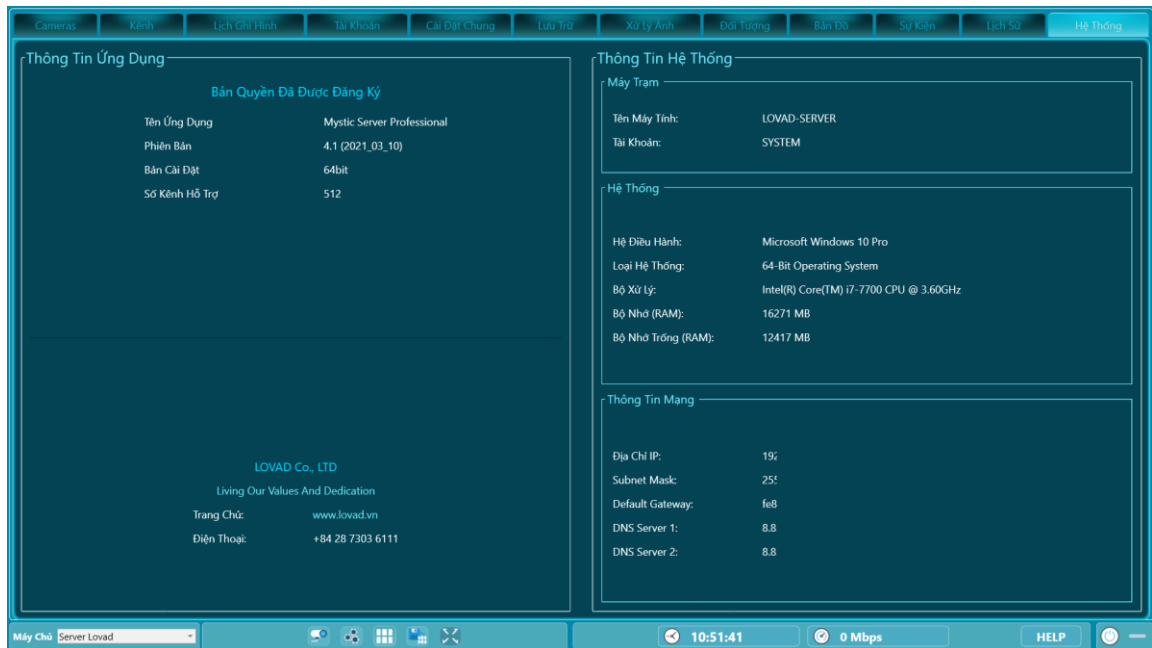 Cameras Kênh Lịch Ghi Hình Tài Khoản Cài Đặt Chung Lưu Trữ Xử Lý Ảnh Đối Tượng Bản Đồ Sự Kiện Lịch Sử Hệ Thống
Thông Tin Ứng Dụng
Bản Quyền Đã Được Đăng Ký
Tên Ứng Dụng Mystic Server Professional
Phiên Bản 4.1 (2021_03_10)
Bản Cài Đặt 64bit
Số Kênh Hỗ Trợ 512
LOVAD Co., LTD
Living Our Values And Dedication
Trang Chủ: www.lovad.vn
Điện Thoại: +84 28 7303 6111
Thông Tin Hệ Thống
Máy Trạm
Tên Máy Tính: LOVAD-SERVER
Tài Khoản: SYSTEM
Hệ Thống
Hệ Điều Hành: Microsoft Windows 10 Pro
Loại Hệ Thống: 64-Bit Operating System
Bộ Xử Lý: Intel(R) Core(TM) i7-7700 CPU @ 3.60GHz
Bộ Nhớ (RAM): 16271 MB
Bộ Nhớ Trống (RAM): 12417 MB
Thông Tin Mạng
Địa Chỉ IP:
Subnet Mask:
Default Gateway: fe8
DNS Server 1: 8.8
DNS Server 2: 8.8
Máy Chủ Server Lovad 10:51:41 0 Mbps HELP